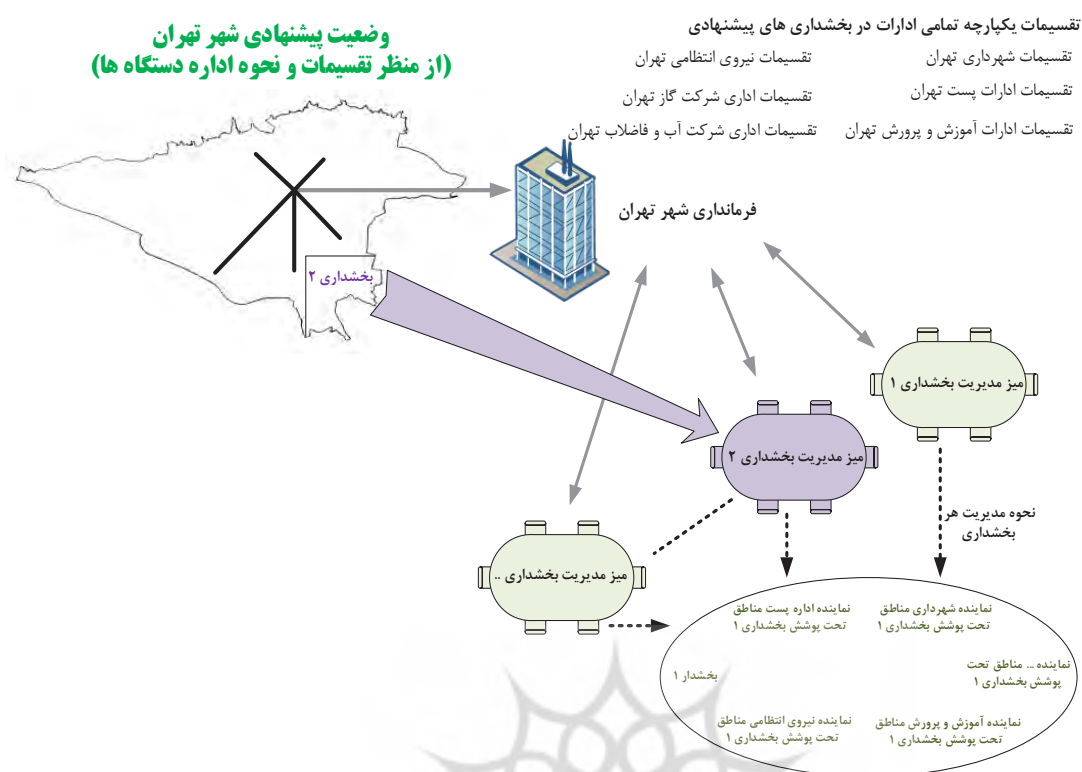 تقسیمات یکپارچه تمامی ادارات در بخشداری های پیشنهادی
تقسیمات شهرداری تهران
تقسیمات نیروی انتظامی تهران
تقسیمات ادارات پست تهران
تقسیمات اداری شرکت گاز تهران
تقسیمات ادارات آموزش و پرورش تهران
تقسیمات اداری شرکت آب و فاضلاب تهران
وضعیت پیشنهادی شهر تهران
(از منظر تقسیمات و نحوه اداره دستگاه ها)
فرمانداری شهر تهران
بخشداری ۲
میز مدیریت بخشداری ۱
میز مدیریت بخشداری ۲
میز مدیریت بخشداری ..
نحوه مدیریت هر
بخشداری
نماینده شهرداری مناطق
تحت پوشش بخشداری ۱
نماینده اداره پست مناطق
تحت پوشش بخشداری ۱
نماینده ... مناطق تحت
پوشش بخشداری ۱
بخشدار ۱
نماینده آموزش و پرورش مناطق
تحت پوشش بخشداری ۱
نماینده نیروی انتظامی مناطق
تحت پوشش بخشداری ۱